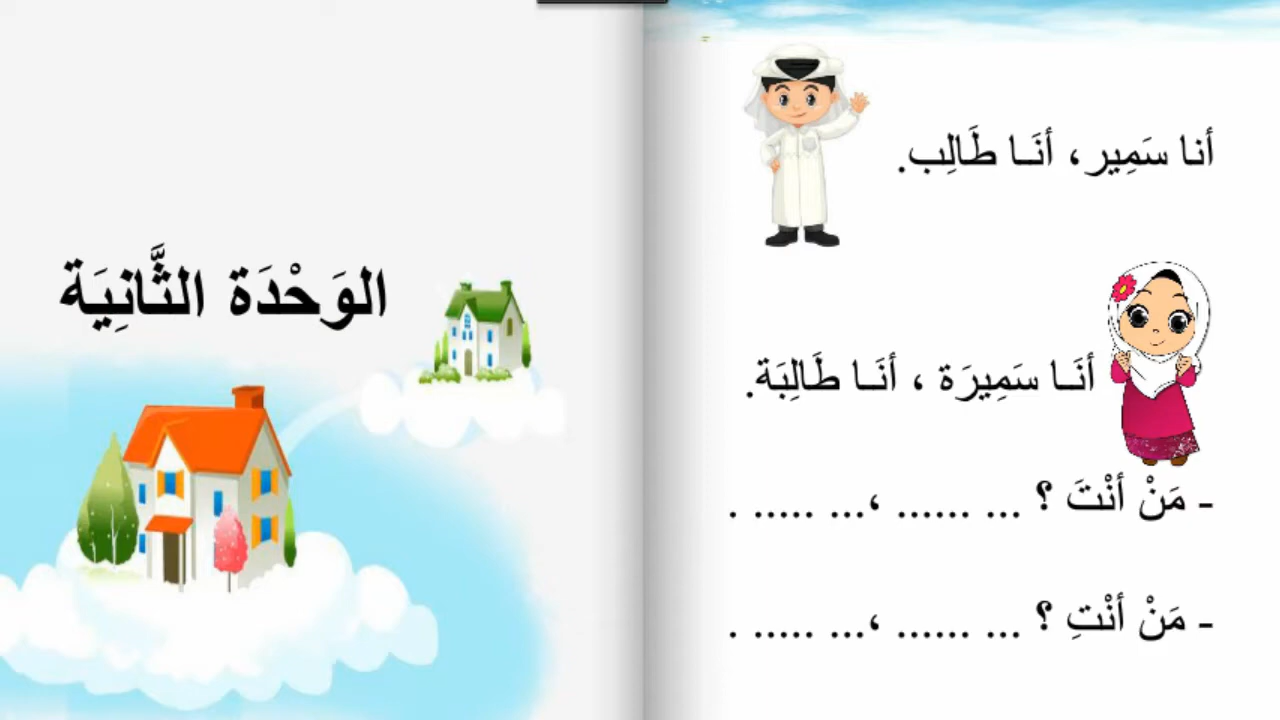 أنا سَمِير، أنَـا طَالِب.
أنَـا سَمِيرَة ، أنَـا طَالِبَة.
- مَنْ أنْتَ ؟ ... ...... ،... ..... .
- مَنْ أنْتِ ؟ ... ...... ،... ..... .
الوَحْدَة الثَّانِيَة